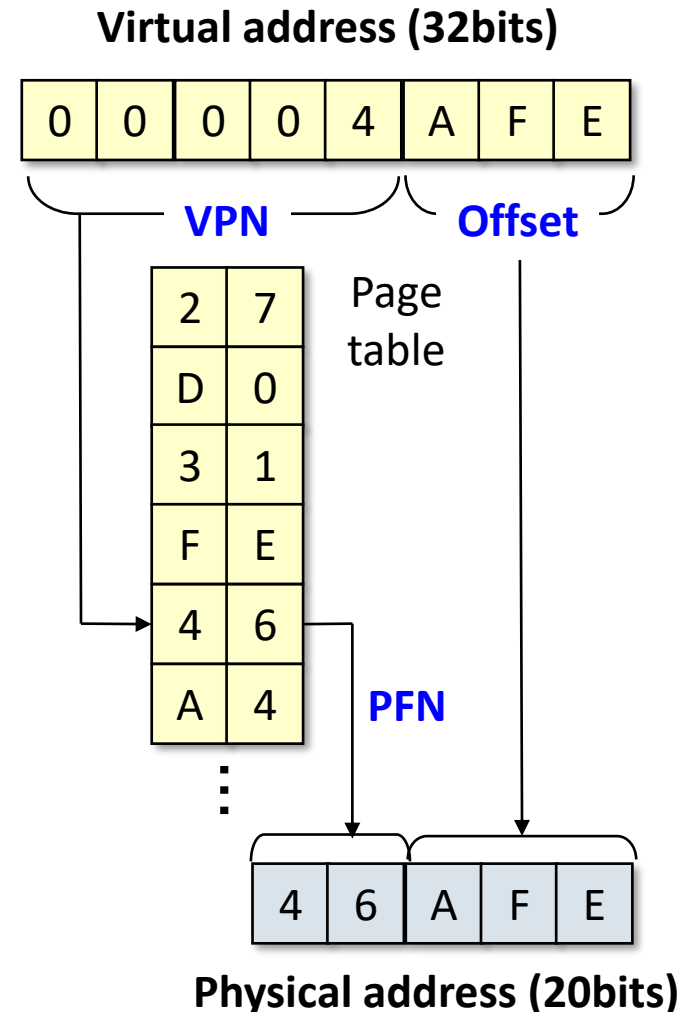 Virtual address (32bits)
0 0 0 0 4 A F E
VPN Offset
Page
table
2 7
D 0
3 1
F E
4 6
A 4
PFN
⋮
4 6 A F E
Physical address (20bits)